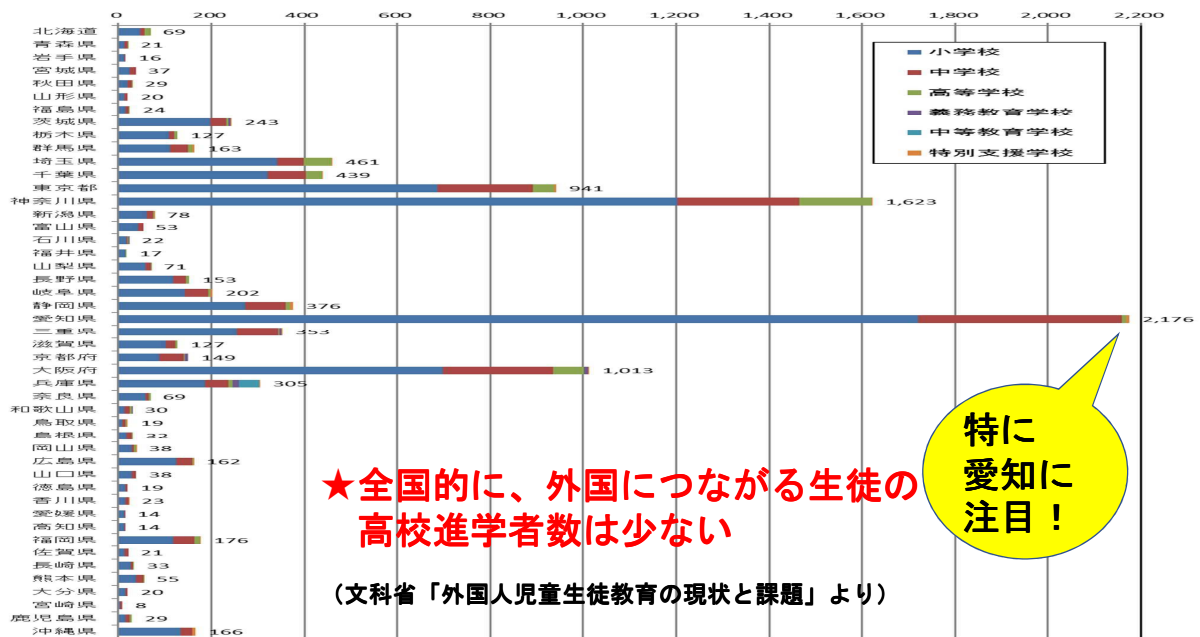 0 200 400 600 800 1,000 1,200 1,400 1,600 1,800 2,000 2,200
北海道 69
青森県 21
岩手県 16
宮城県 37
秋田県 29
山形県 20
福島県 24
茨城県 243
栃木県 127
群馬県 163
埼玉県 461
千葉県 439
東京都 941
神奈川県 1,623
新潟県 78
富山県 53
石川県 22
福井県 17
山梨県 71
長野県 153
岐阜県 202
静岡県 376
愛知県 2,176
三重県 353
滋賀県 127
京都府 149
大阪府 1,013
兵庫県 305
奈良県 69
和歌山県 30
鳥取県 19
島根県
岡山県 38
広島県 162
山口県 38
徳島県 19
香川県 23
愛媛県 14
高知県 14
福岡県 176
佐賀県 21
長崎県 33
熊本県 55
大分県 20
宮崎県 8
鹿児島県 29
沖縄県 166
小学校
中学校
高等学校
義務教育学校
中等教育学校
特別支援学校
特に
愛知に
注目！
★全国的に、外国につながる生徒の
高校進学者数は少ない
（文科省「外国人児童生徒教育の現状と課題」より）